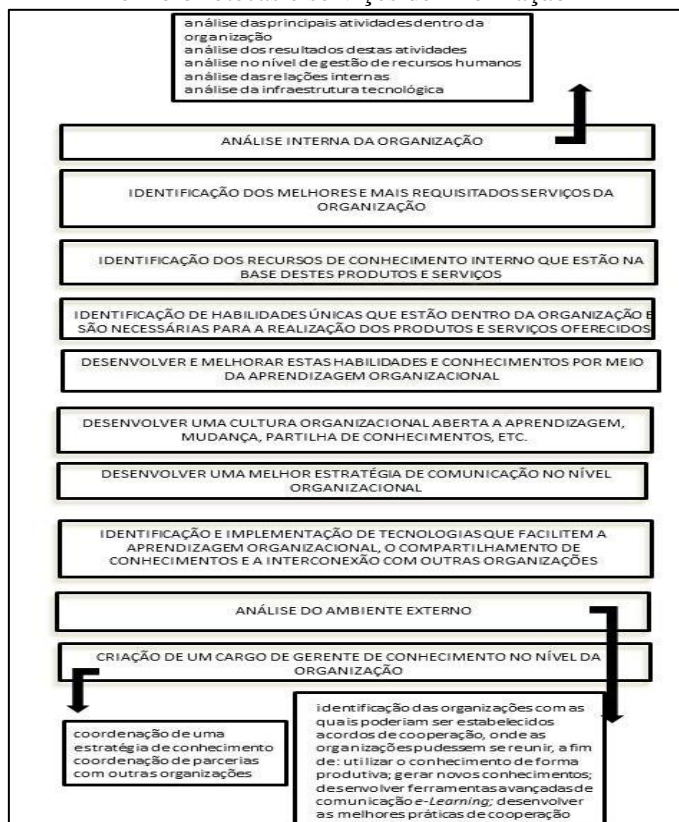 análise das principais atividades dentro da
organização
análise dos resultados destas atividades
análise no nível de gestão de recursos humanos
análise das relações internas
análise da infraestrutura tecnológica
ANÁLISE INTERNA DA ORGANIZAÇÃO
IDENTIFICAÇÃO DOS MELHORES E MAIS REQUISITADOS SERVIÇOS DA
ORGANIZAÇÃO
IDENTIFICAÇÃO DOS RECURSOS DE CONHECIMENTO INTERNO QUE ESTÃO NA
BASE DESTES PRODUTOS E SERVIÇOS
IDENTIFICAÇÃO DE HABILIDADES ÚNICAS QUE ESTÃO DENTRO DA ORGANIZAÇÃO E
SÃO NECESSÁRIAS PARA A REALIZAÇÃO DOS PRODUTOS E SERVIÇOS OFERECIDOS
DESENVOLVER E MELHORAR ESTAS HABILIDADES E CONHECIMENTOS POR MEIO
DA APRENDIZAGEM ORGANIZACIONAL
DESENVOLVER UMA CULTURA ORGANIZACIONAL ABERTA A APRENDIZAGEM,
MUDANÇA, PARTILHA DE CONHECIMENTOS, ETC.
DESENVOLVER UMA MELHOR ESTRATÉGIA DE COMUNICAÇÃO NO NÍVEL
ORGANIZACIONAL
IDENTIFICAÇÃO E IMPLEMENTAÇÃO DE TECNOLOGIAS QUE FACILITEM A
APRENDIZAGEM ORGANIZACIONAL, O COMPARTILHAMENTO DE
CONHECIMENTOS E A INTERCONEXÃO COM OUTRAS ORGANIZAÇÕES
ANÁLISE DO AMBIENTE EXTERNO
CRIAÇÃO DE UM CARGO DE GERENTE DE CONHECIMENTO NO NÍVEL DA
ORGANIZAÇÃO
coordenação de uma
estratégia de conhecimento
coordenação de parcerias
com outras organizações
identificação das organizações com as
quais poderiam ser estabelecidos
acordos de cooperação, onde as
organizações pudessem se reunir, a fim
de: utilizar o conhecimento de forma
produtiva; gerar novos conhecimentos;
desenvolver ferramentas avançadas de
comunicação e-Learning; desenvolver
as melhores práticas de cooperação